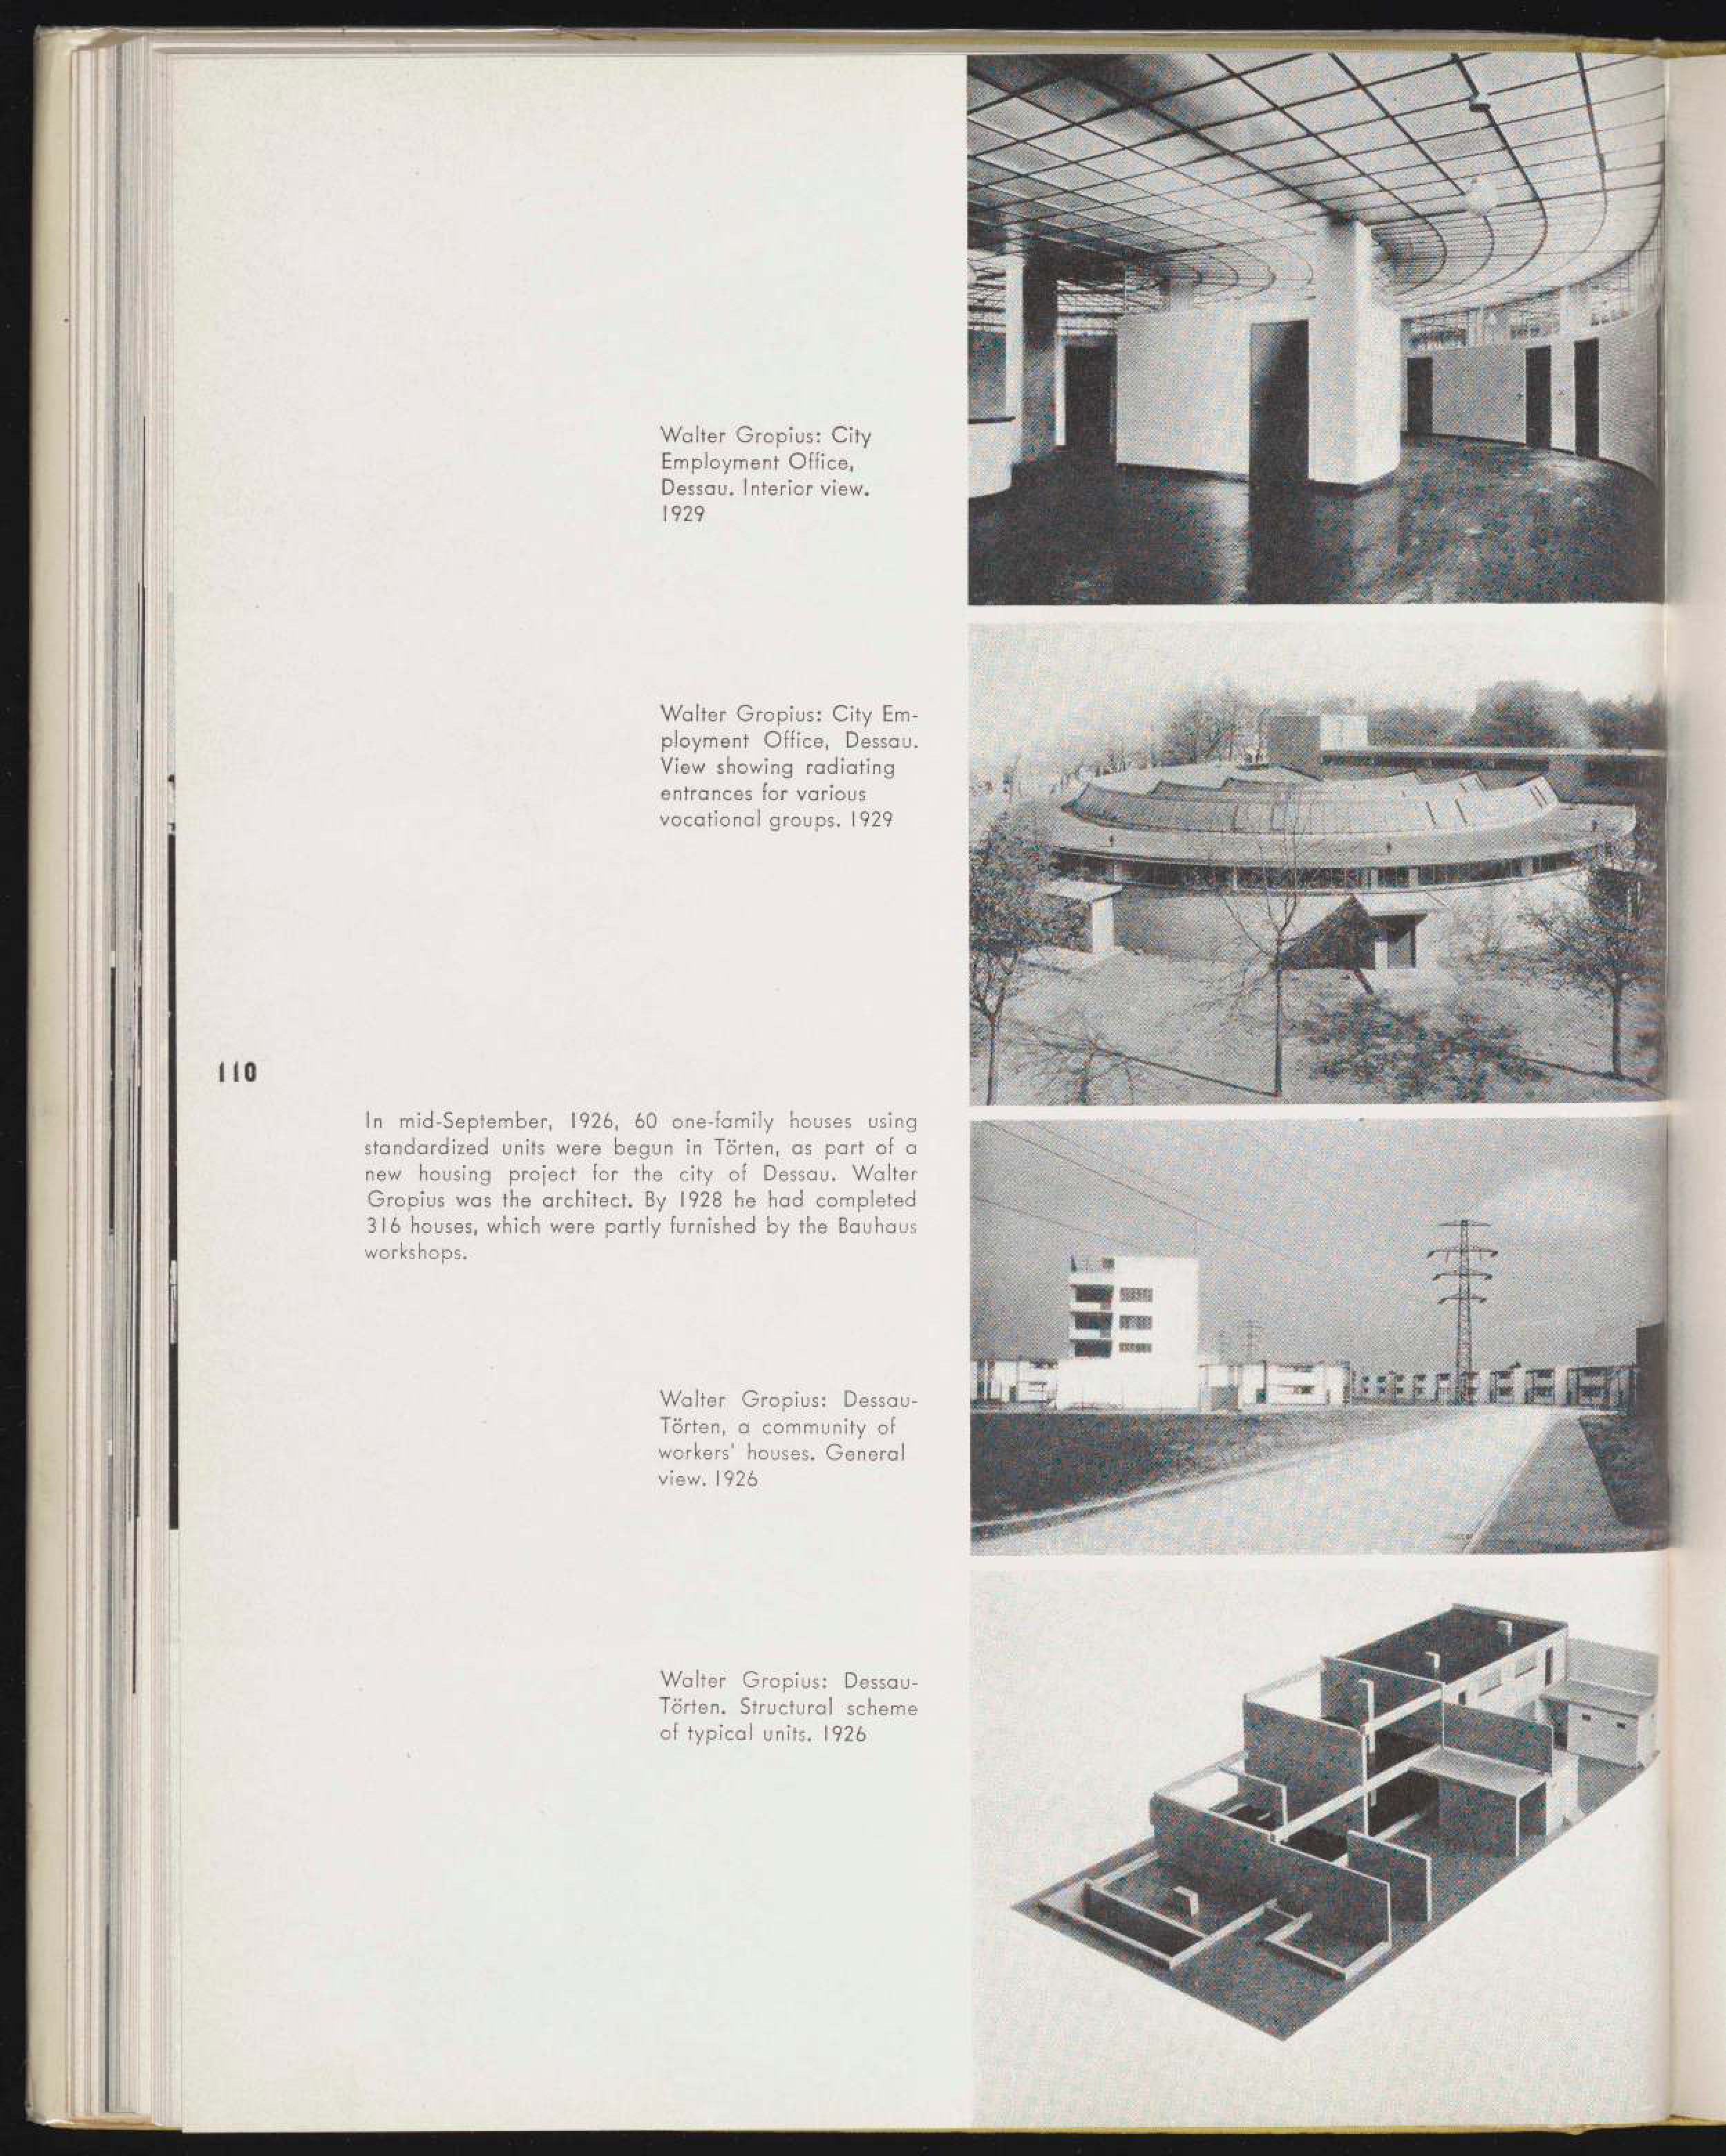 Walter Gropius: City
Employment Office,
Dessau. Interior view.
1929
Walter Gropius: City Em-
ployment Office, Dessau.
View showing radiating
entrances for various
vocational groups. 1929
110
In mid-September, 1926, 60 one-family houses using
standardized units were begun in Törten, as part of a
new housing project for the city of Dessau. Walter
Gropius was the architect. By 1928 he had completed
316 houses, which were partly furnished by the Bauhaus
workshops.
Walter Gropius: Dessau-
Törten, a community of
workers' houses. General
view. 1926
Walter Gropius: Dessau-
Törten. Structural scheme
of typical units. 1926